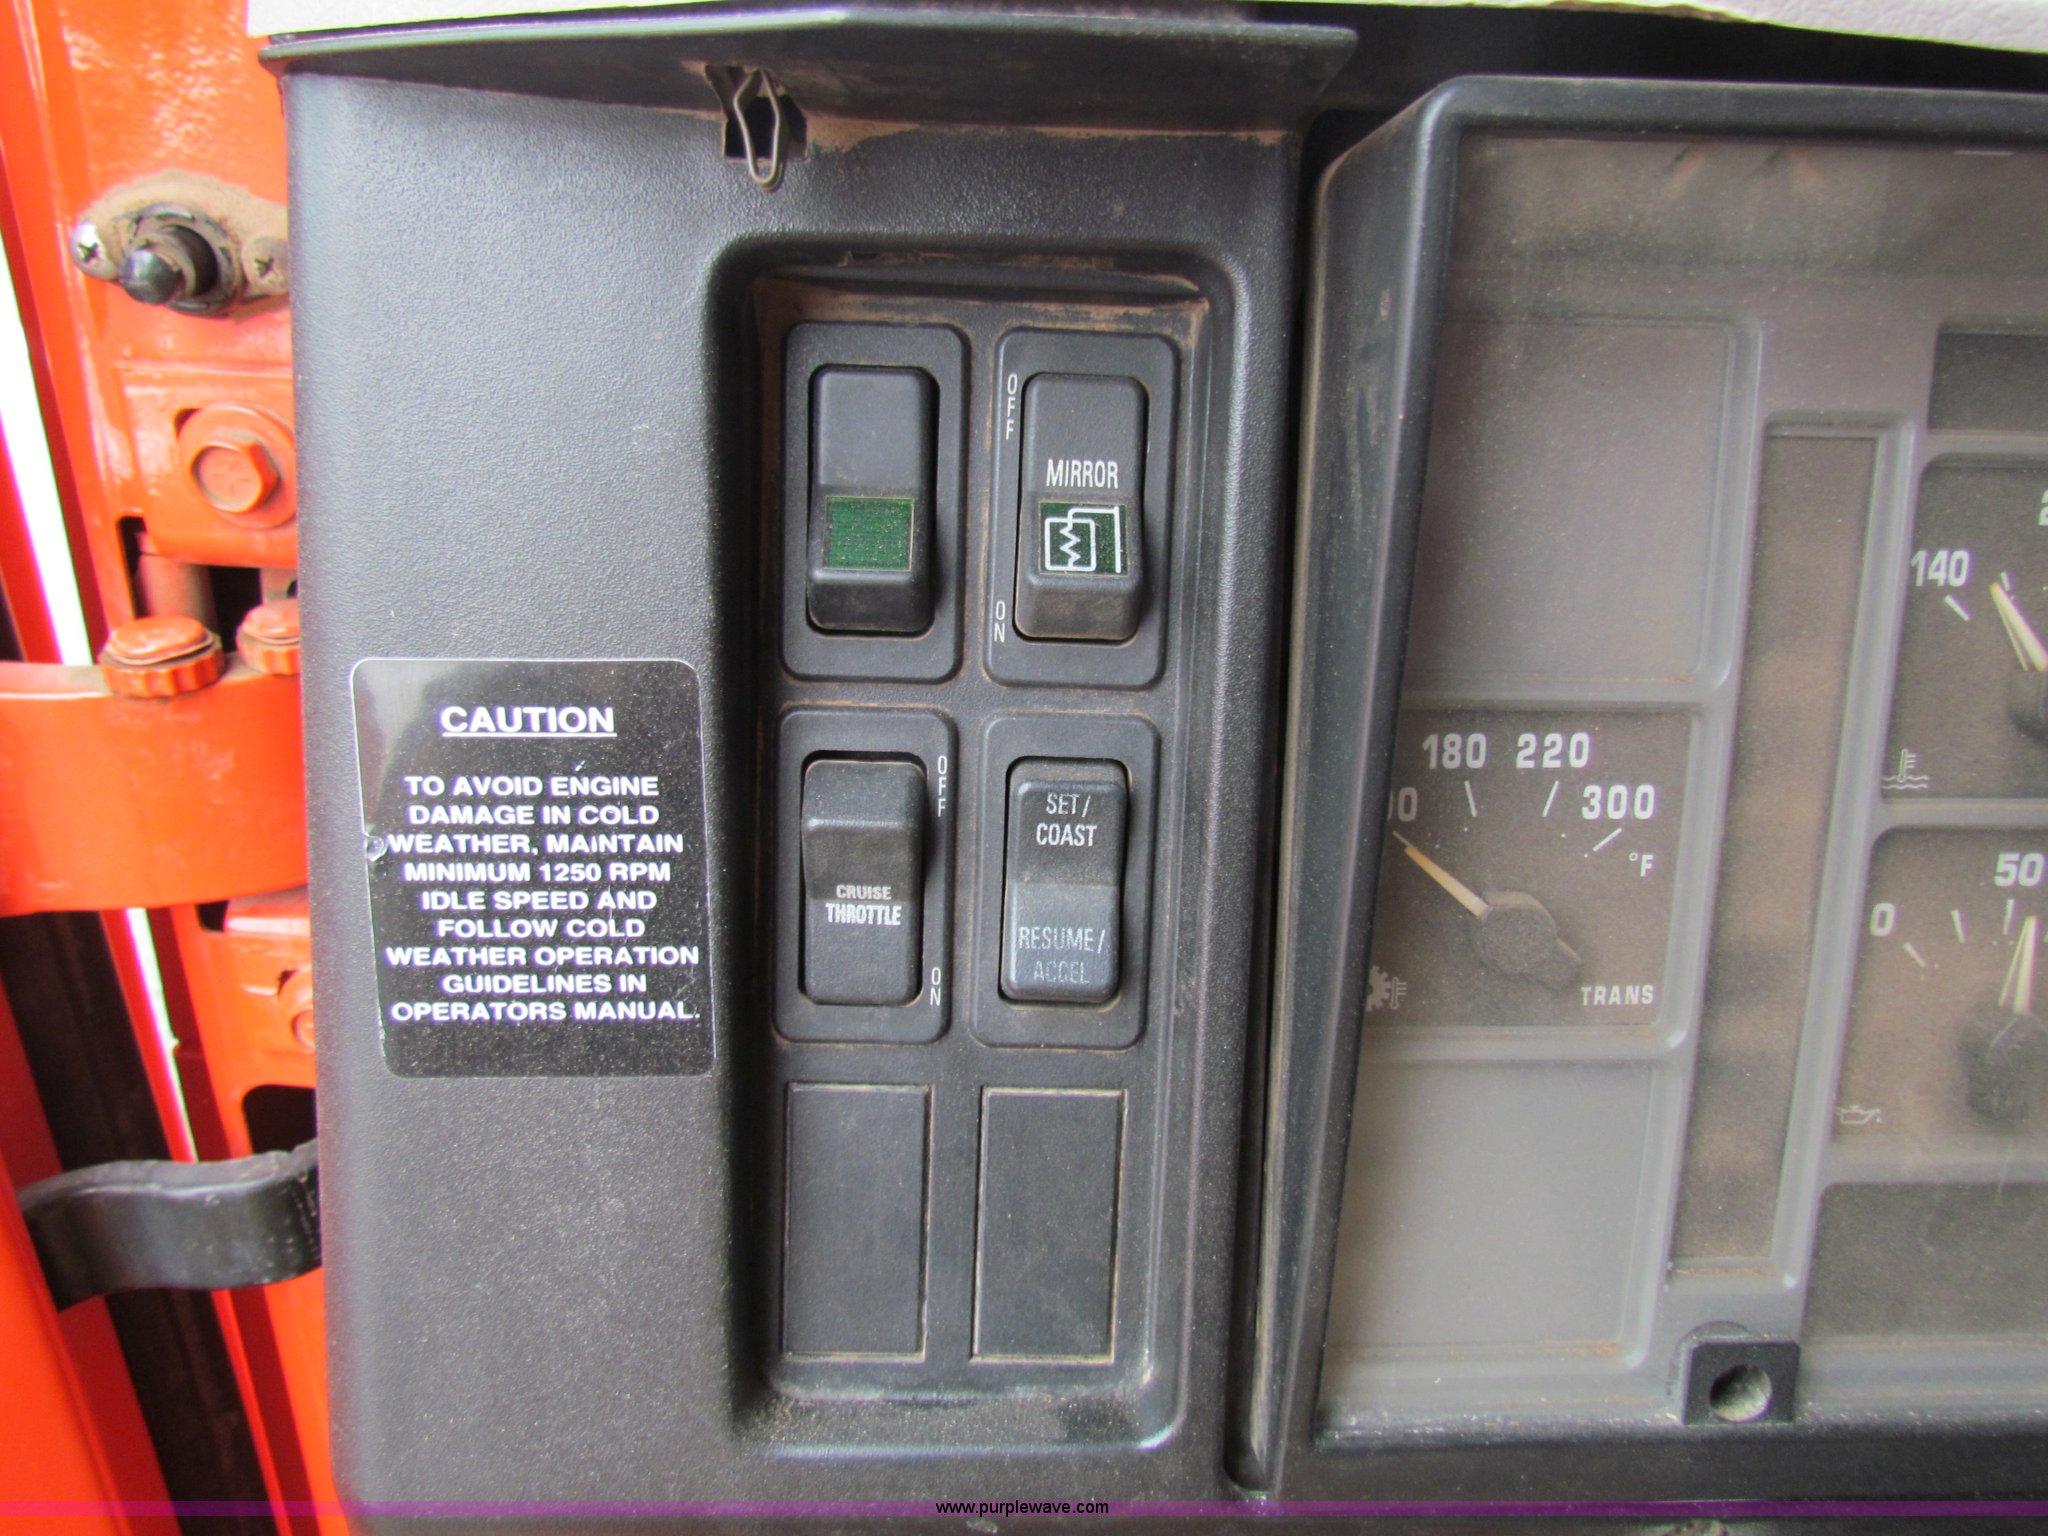 OFF
MIRROR
ON
CAUTION
TO AVOID ENGINE
DAMAGE IN COLD
WEATHER, MAINTAIN
MINIMUM 1250 RPM
IDLE SPEED AND
FOLLOW COLD
WEATHER OPERATION
GUIDELINES IN
OPERATORS MANUAL.
OFF
CRUISE
THROTTLE
ON
SET/
COAST
RESUME/
ACCEL
180 220
300
°F
TRANS
140
0
50
www.purplewave.com